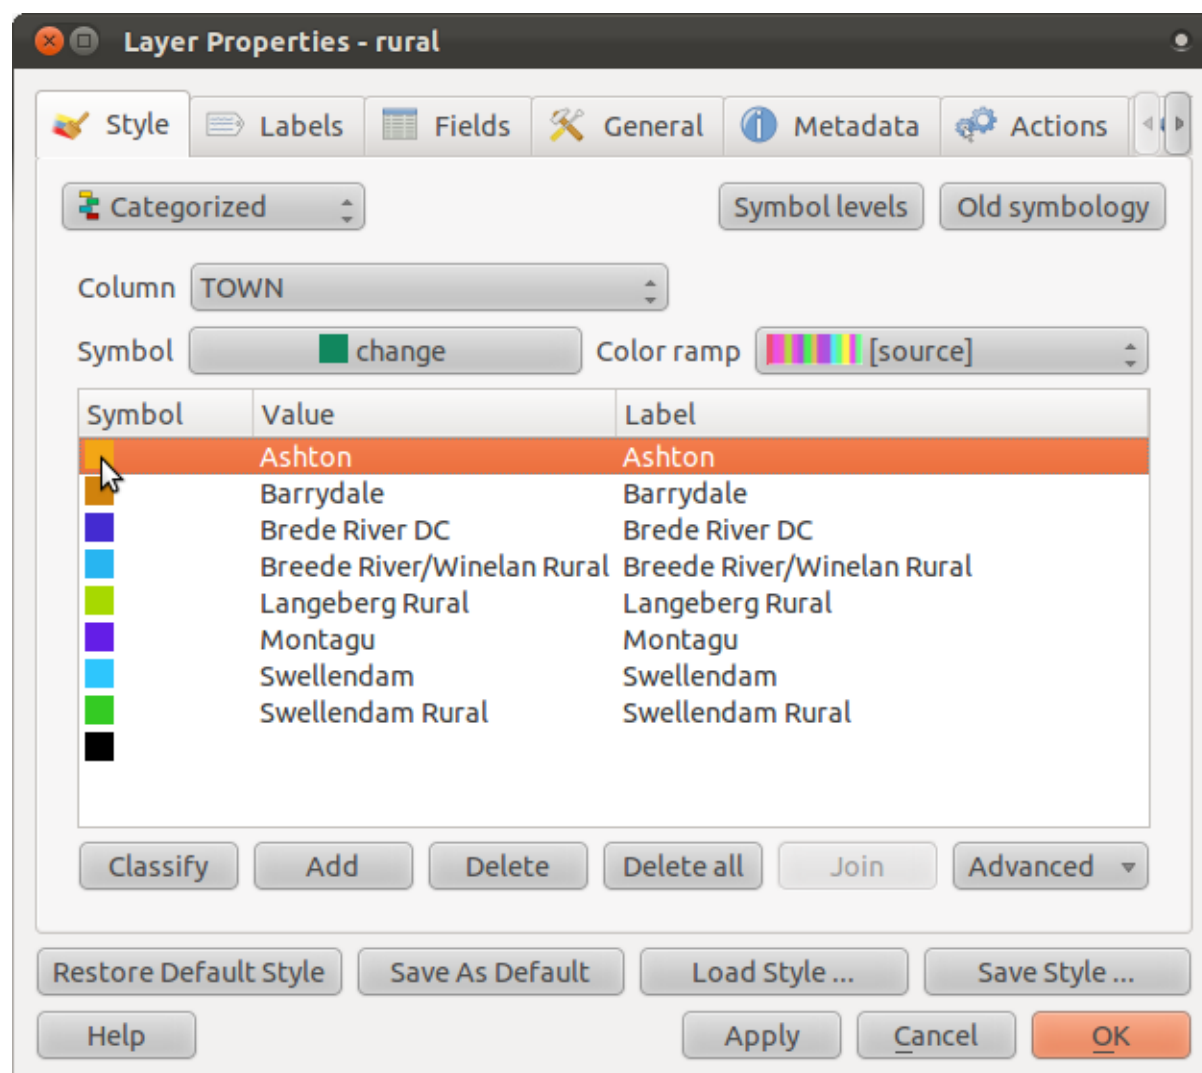 Layer Properties - rural
Style Labels Fields General Metadata Actions
Categorized Symbol levels Old symbology
Column TOWN
Symbol change Color ramp [source]
Symbol Value Label
Ashton Ashton
Barrydale Barrydale
Brede River DC Brede River DC
Breede River/Winelan Rural Breede River/Winelan Rural
Langeberg Rural Langeberg Rural
Montagu Montagu
Swellendam Swellendam
Swellendam Rural Swellendam Rural
Classify Add Delete Delete all Join Advanced
Restore Default Style Save As Default Load Style ... Save Style ...
Help Apply Cancel OK